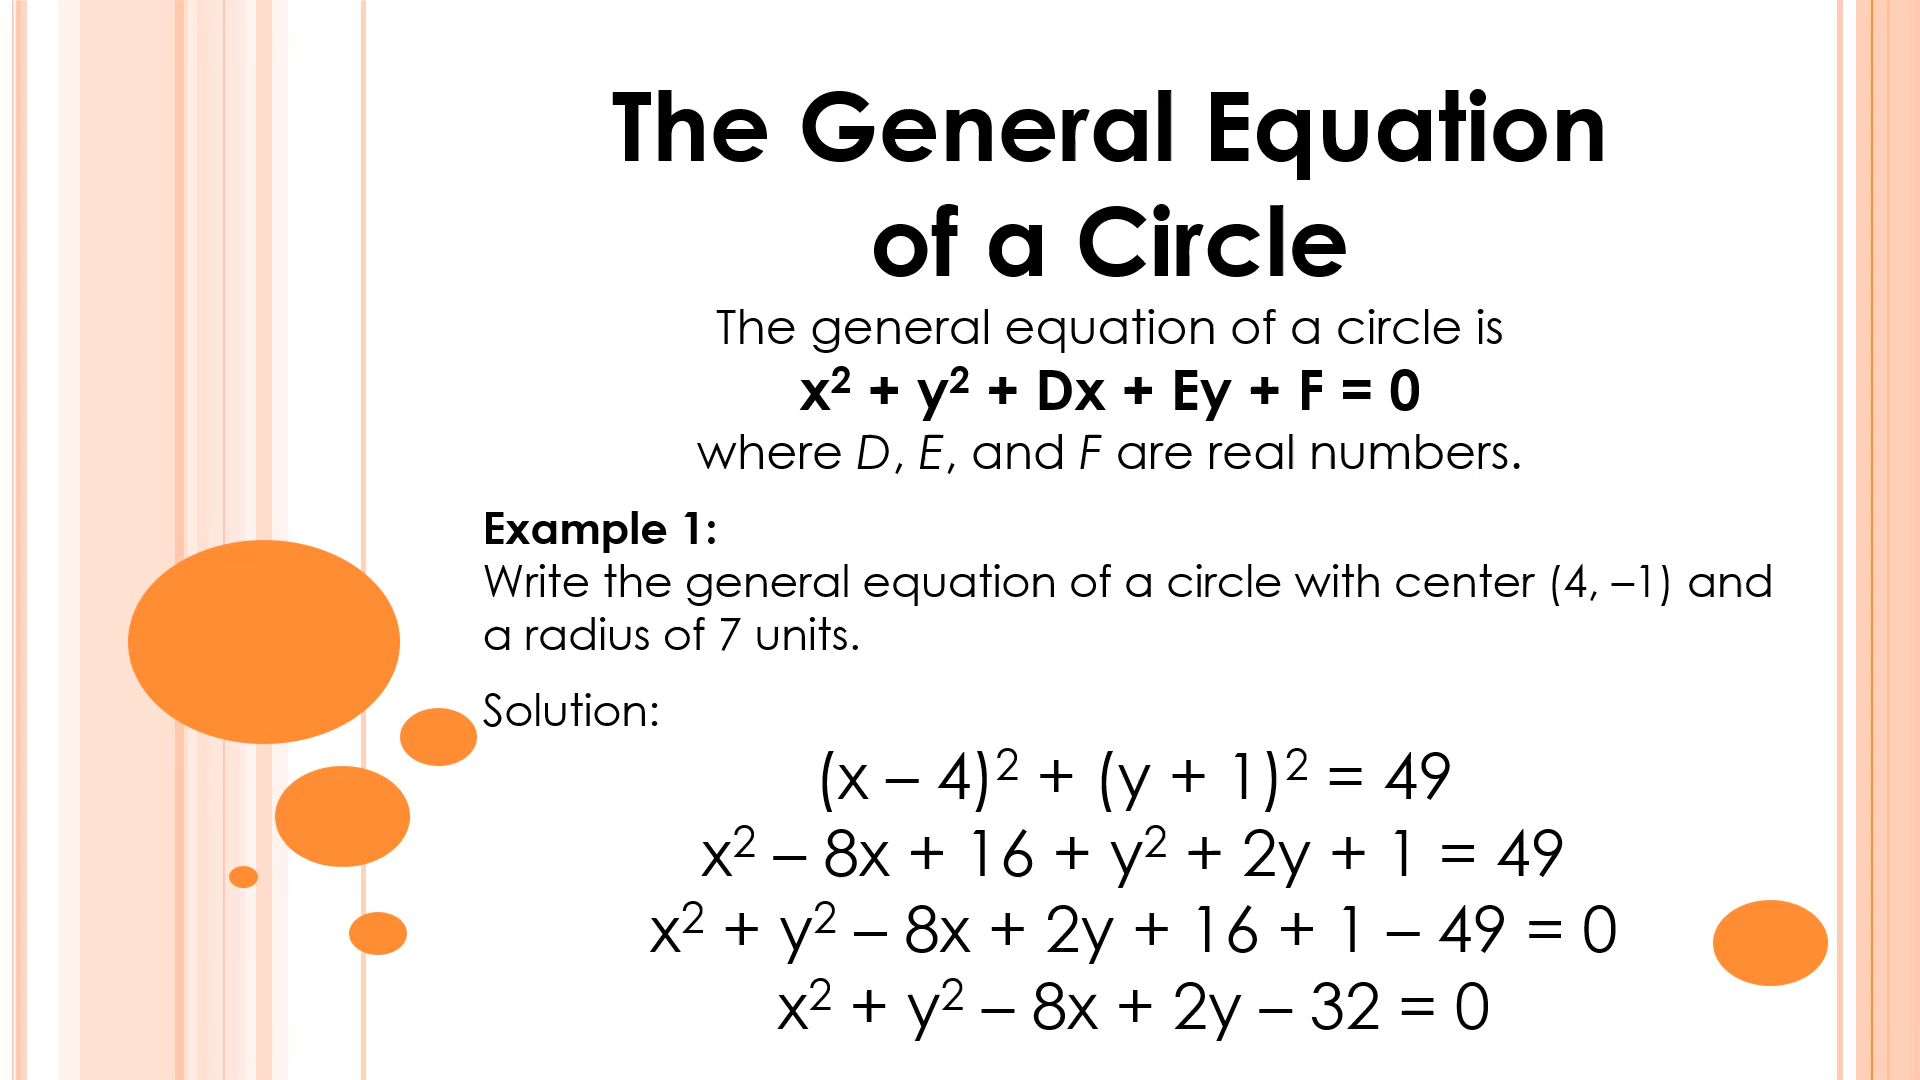 The General Equation
of a Circle
The general equation of a circle is
x² + y² + Dx + Ey + F = 0
where D, E, and F are real numbers.
Example 1:
Write the general equation of a circle with center (4, –1) and
a radius of 7 units.
Solution:
(x – 4)² + (y + 1)² = 49
x² – 8x + 16 + y² + 2y + 1 = 49
x² + y² – 8x + 2y + 16 + 1 – 49 = 0
x² + y² – 8x + 2y – 32 = 0